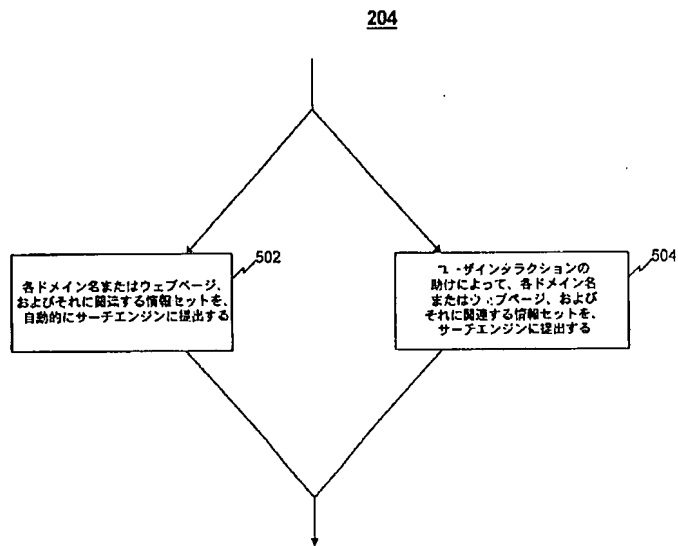 204
502
各ドメイン名またはウェブページ、
およびそれに関連する情報セットを、
自動的にサーチエンジンに提出する
504
ユーザインタラクションの
助けによって、各ドメイン名
またはウェブページ、および
それに関連する情報セットを、
サーチエンジンに提出する